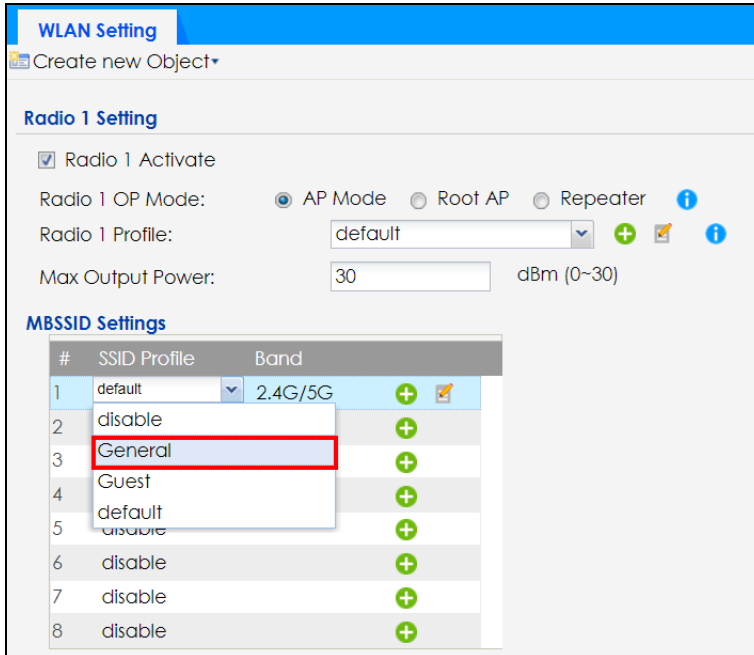 WLAN Setting
Create new Object
Radio 1 Setting
Radio 1 Activate
Radio 1 OP Mode: AP Mode Root AP Repeater
Radio 1 Profile: default
Max Output Power: 30 dBm (0~30)
MBSSID Settings
# SSID Profile Band
1 default 2.4G/5G
2 disable
3 General
4 Guest
default
5 disable
6 disable
7 disable
8 disable